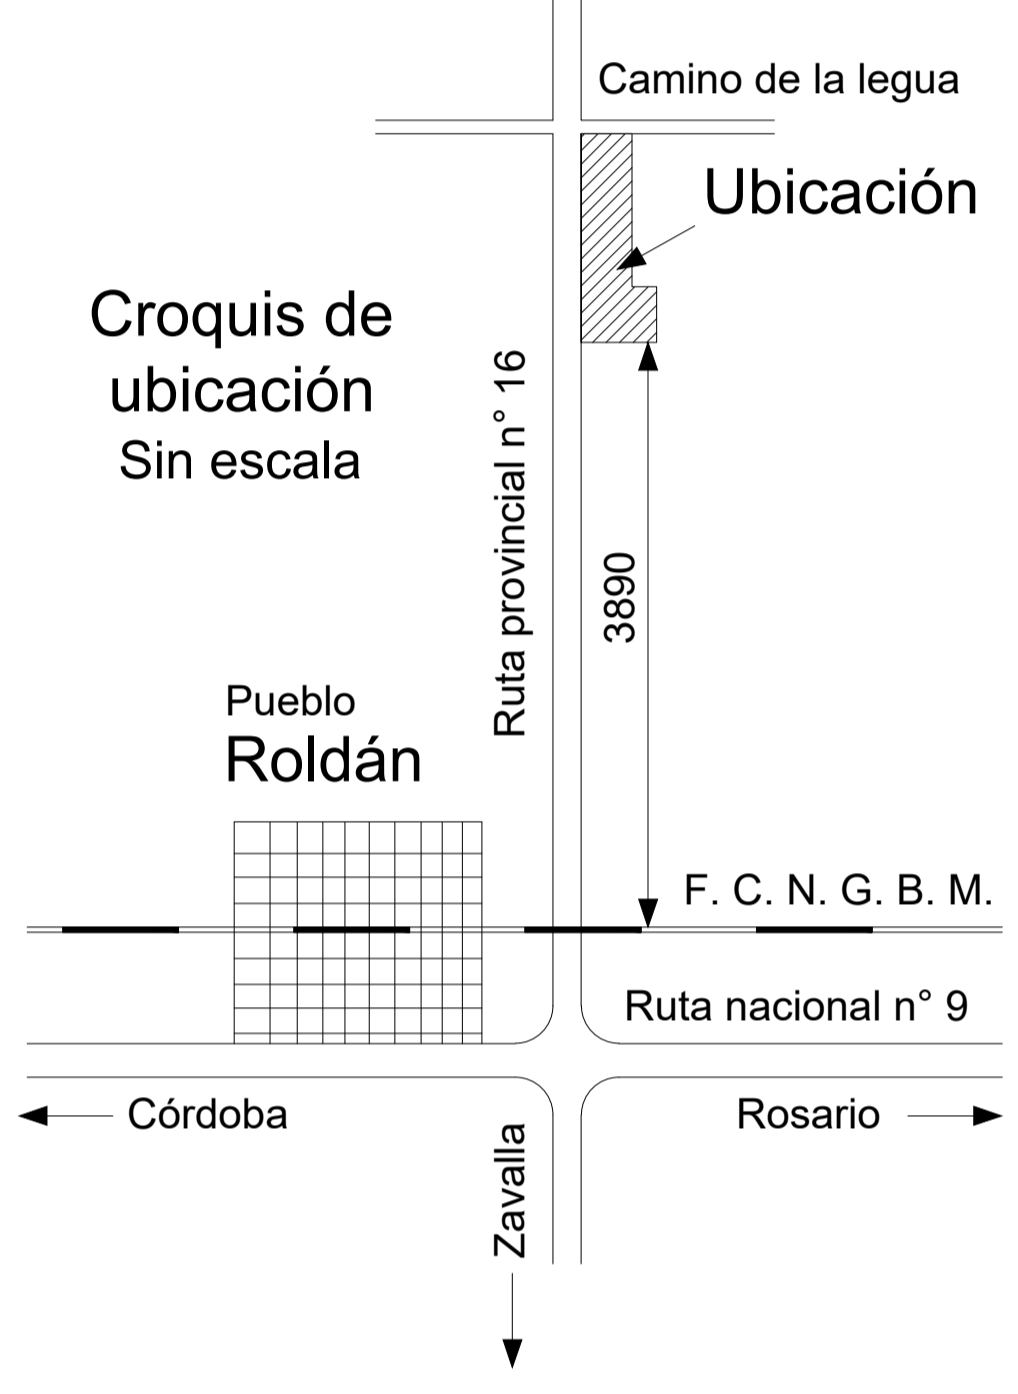 Camino de la legua
Ubicación
Croquis de
ubicación
Sin escala
Ruta provincial n° 16
3890
Pueblo
Roldán
F. C. N. G. B. M.
Ruta nacional n° 9
Córdoba
Rosario
Zavalla